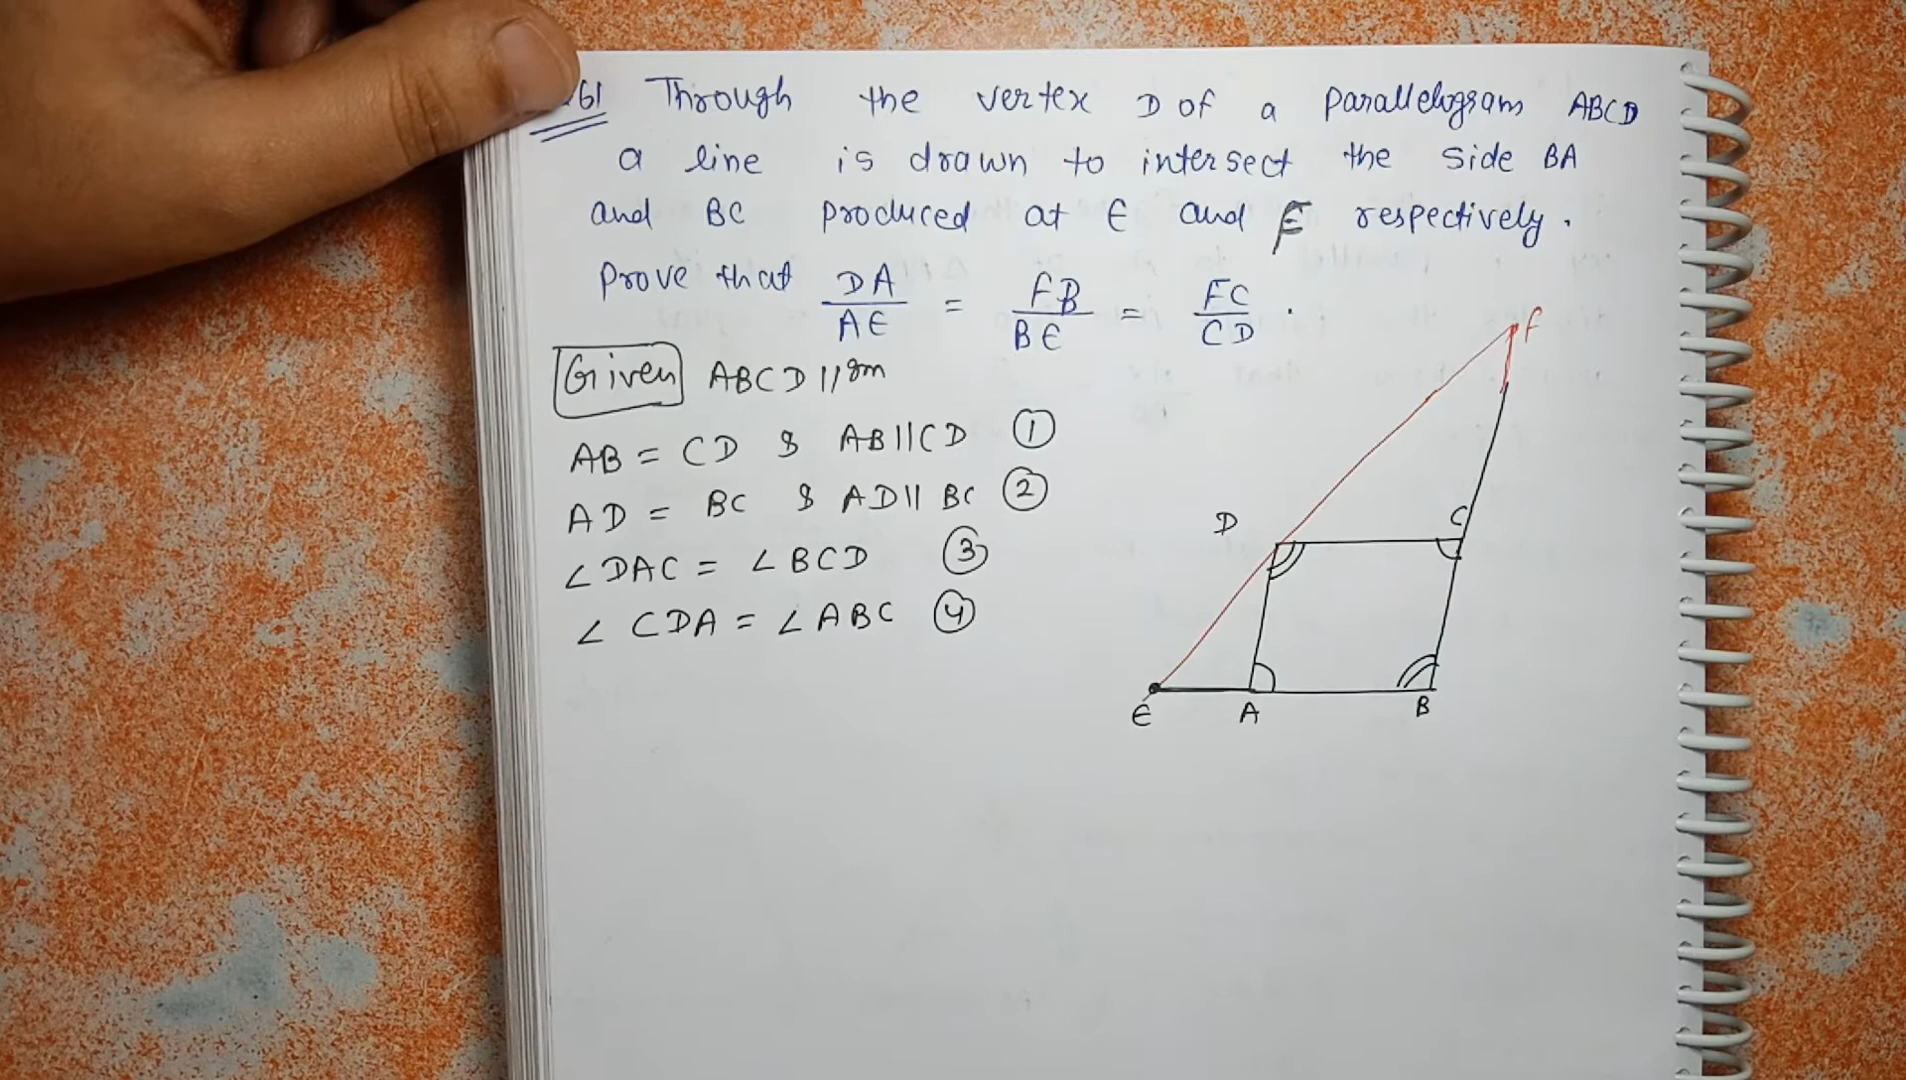 61 Through the vertex D of a parallelogram ABCD
a line is drawn to intersect the side BA
and BC produced at E and F respectively.
Prove that DA/AE = FB/BE = FC/CD .
Given ABCD ||gm
AB = CD & AB||CD ①
AD = BC & AD|| BC ②
∠DAC = ∠BCD ③
∠CDA = ∠ABC ④
F
D C
E A B